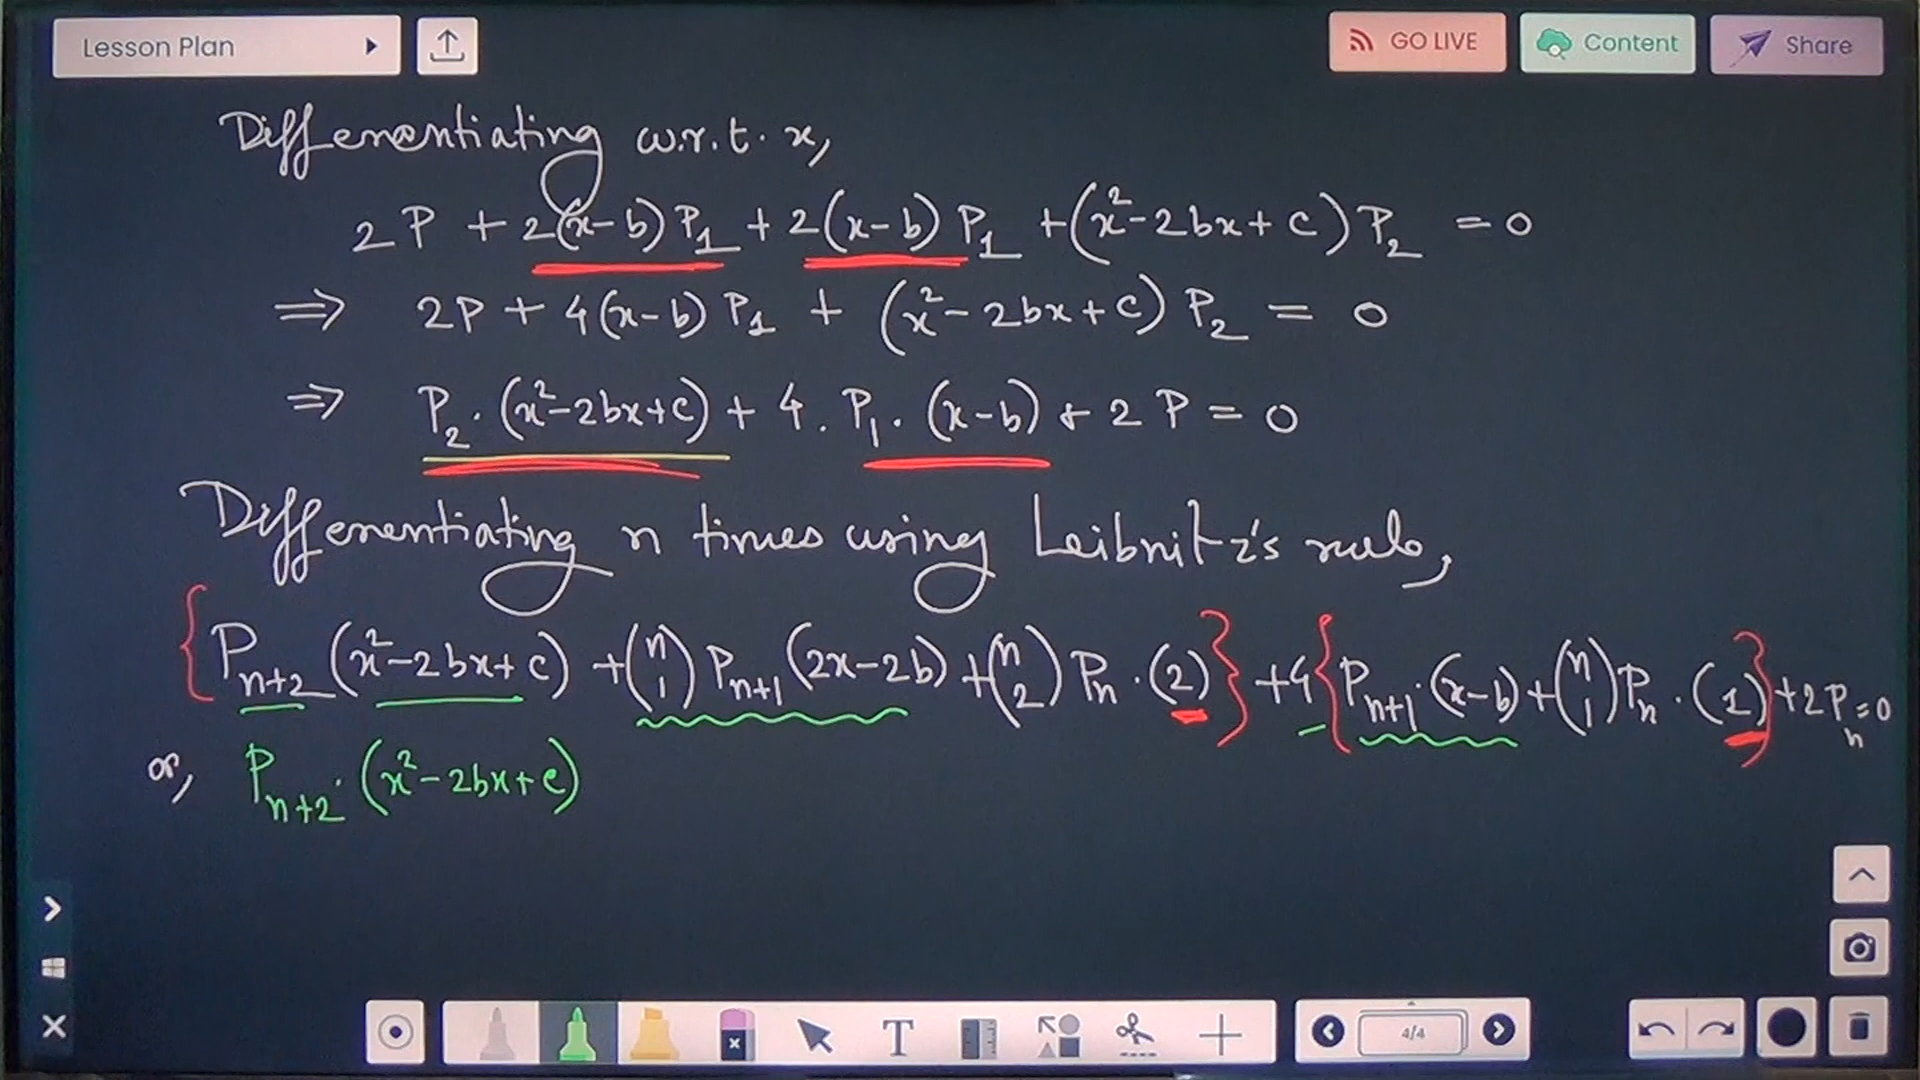 Lesson Plan
GO LIVE
Content
Share
Differentiating w.r.t. x,
2P + 2(x-b)P₁ + 2(x-b)P₁ + (x²-2bx+c)P₂ = 0
⇒ 2P + 4(x-b)P₁ + (x²-2bx+c)P₂ = 0
⇒ P₂·(x²-2bx+c) + 4.P₁.(x-b) + 2P = 0
Differentiating n times using Leibnitz's rule,
{Pₙ₊₂(x²-2bx+c) + (n 1)Pₙ₊₁(2x-2b) + (n 2)Pₙ·(2)} + 4{Pₙ₊₁·(x-b) + (n 1)Pₙ·(1)} + 2Pₙ = 0
or, Pₙ₊₂·(x²-2bx+c)
T
4/4